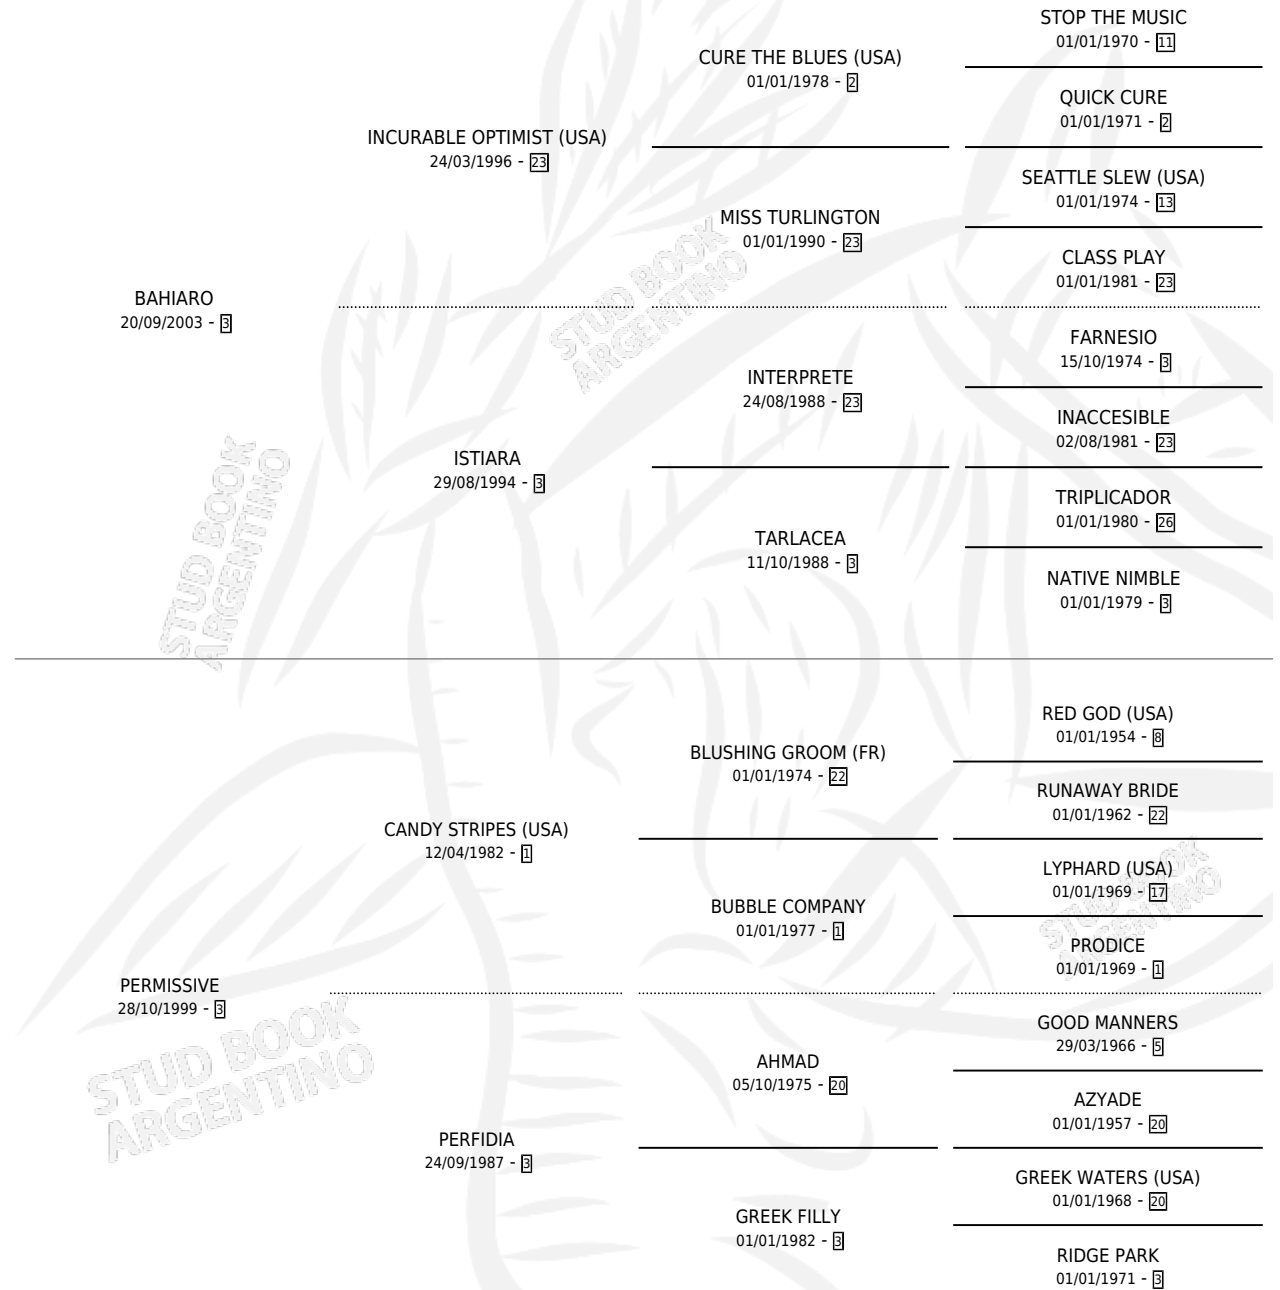 STOP THE MUSIC
01/01/1970 - 11
CURE THE BLUES (USA)
01/01/1978 - 2
QUICK CURE
01/01/1971 - 2
INCURABLE OPTIMIST (USA)
24/03/1996 - 23
SEATTLE SLEW (USA)
01/01/1974 - 13
MISS TURLINGTON
01/01/1990 - 23
CLASS PLAY
01/01/1981 - 23
BAHIARO
20/09/2003 - 3
FARNESIO
15/10/1974 - 3
INTERPRETE
24/08/1988 - 23
INACCESIBLE
02/08/1981 - 23
ISTIARA
29/08/1994 - 3
TRIPLICADOR
01/01/1980 - 26
TARLACEA
11/10/1988 - 3
NATIVE NIMBLE
01/01/1979 - 3
RED GOD (USA)
01/01/1954 - 8
BLUSHING GROOM (FR)
01/01/1974 - 22
RUNAWAY BRIDE
01/01/1962 - 22
CANDY STRIPES (USA)
12/04/1982 - 1
LYPHARD (USA)
01/01/1969 - 17
BUBBLE COMPANY
01/01/1977 - 1
PRODICE
01/01/1969 - 1
PERMISSIVE
28/10/1999 - 3
GOOD MANNERS
29/03/1966 - 5
AHMAD
05/10/1975 - 20
AZYADE
01/01/1957 - 20
PERFIDIA
24/09/1987 - 3
GREEK WATERS (USA)
01/01/1968 - 20
GREEK FILLY
01/01/1982 - 3
RIDGE PARK
01/01/1971 - 3
STUD BOOK
ARGENTINO
STUD BOOK
ARGENTINO
STUD BOOK
ARGENTINO
STUD BOOK
ARGENTINO